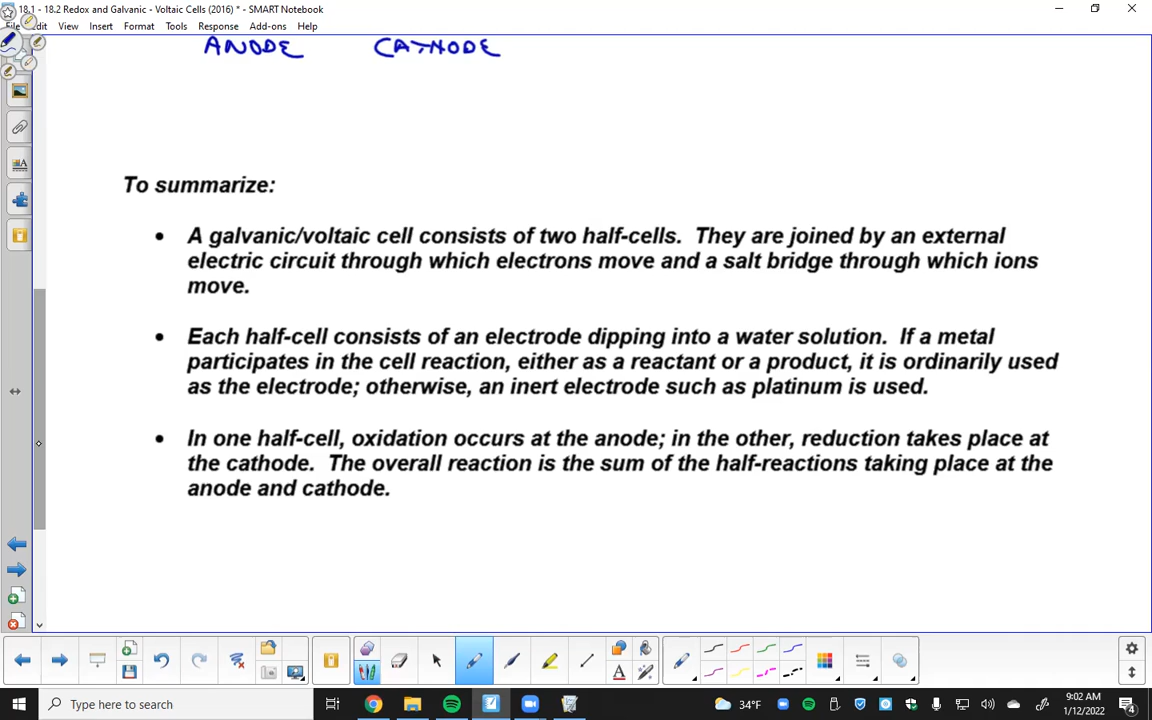 18.1 - 18.2 Redox and Galvanic - Voltaic Cells (2016) * - SMART Notebook
Edit View Insert Format Tools Response Add-ons Help
ANODE CATHODE
To summarize:
• A galvanic/voltaic cell consists of two half-cells. They are joined by an external
electric circuit through which electrons move and a salt bridge through which ions
move.
• Each half-cell consists of an electrode dipping into a water solution. If a metal
participates in the cell reaction, either as a reactant or a product, it is ordinarily used
as the electrode; otherwise, an inert electrode such as platinum is used.
• In one half-cell, oxidation occurs at the anode; in the other, reduction takes place at
the cathode. The overall reaction is the sum of the half-reactions taking place at the
anode and cathode.
Type here to search
34°F
9:02 AM
1/12/2022
4